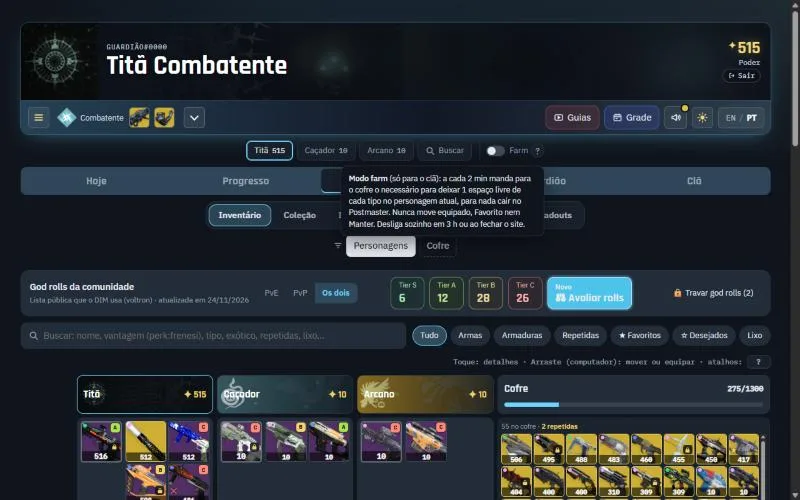 GUARDIÃO#0000
Titã Combatente
515
Poder
Sair
Combatente
Guias
Grade
EN / PT
Titã 515
Caçador 10
Arcano 10
Buscar
Farm ?
Hoje
Progresso
Clã
Modo farm (só para o clã): a cada 2 min manda para
o cofre o necessário para deixar 1 espaço livre de
cada tipo no personagem atual, para nada cair no
Postmaster. Nunca move equipado, Favorito nem
Manter. Desliga sozinho em 3 h ou ao fechar o site.
Inventário
Coleção
Personagens
Cofre
God rolls da comunidade
Lista pública que o DIM usa (voltron) · atualizada em 24/11/2026
PvE
PvP
Os dois
Tier S
6
Tier A
12
Tier B
28
Tier C
26
Novo
Avaliar rolls
Travar god rolls (2)
Buscar: nome, vantagem (perk:frenesi), tipo, exótico, repetidas, lixo...
Tudo
Armas
Armaduras
Repetidas
★ Favoritos
☆ Desejados
Lixo
Toque: detalhes · Arraste (computador): mover ou equipar · atalhos: ?
Titã
515
Caçador
10
Arcano
10
Cofre
275/1300
55 no cofre · 2 repetidas
A
C
C
B
A
C
C
516
512
512
10
10
10
10
10
506
495
488
483
460
455
450
417
B
C
404
400
400
310
309
309
10
10